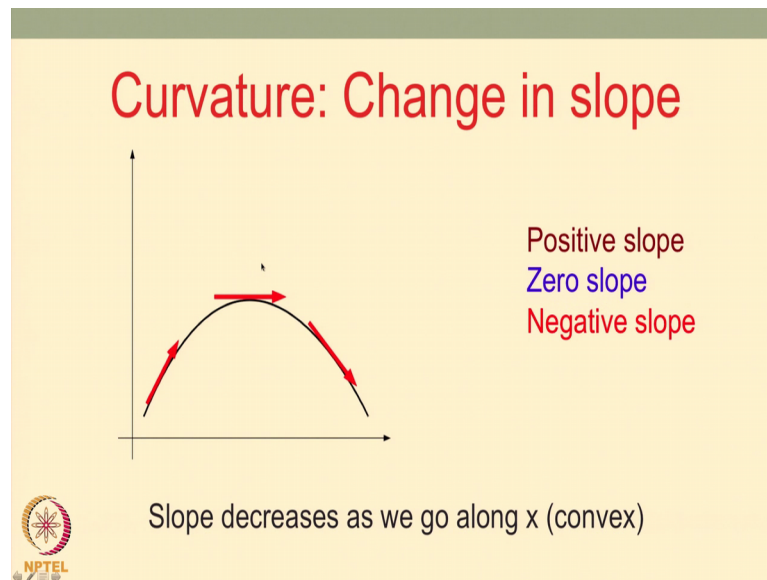 Curvature: Change in slope
Positive slope
Zero slope
Negative slope
Slope decreases as we go along x (convex)
NPTEL